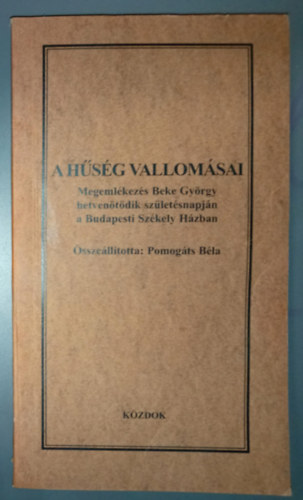 A HŰSÉG VALLOMÁSAI
Megemlékezés Beke György
hetvenötödik születésnapján
a Budapesti Székely Házban
Összeállította: Pomogáts Béla
KÖZDOK